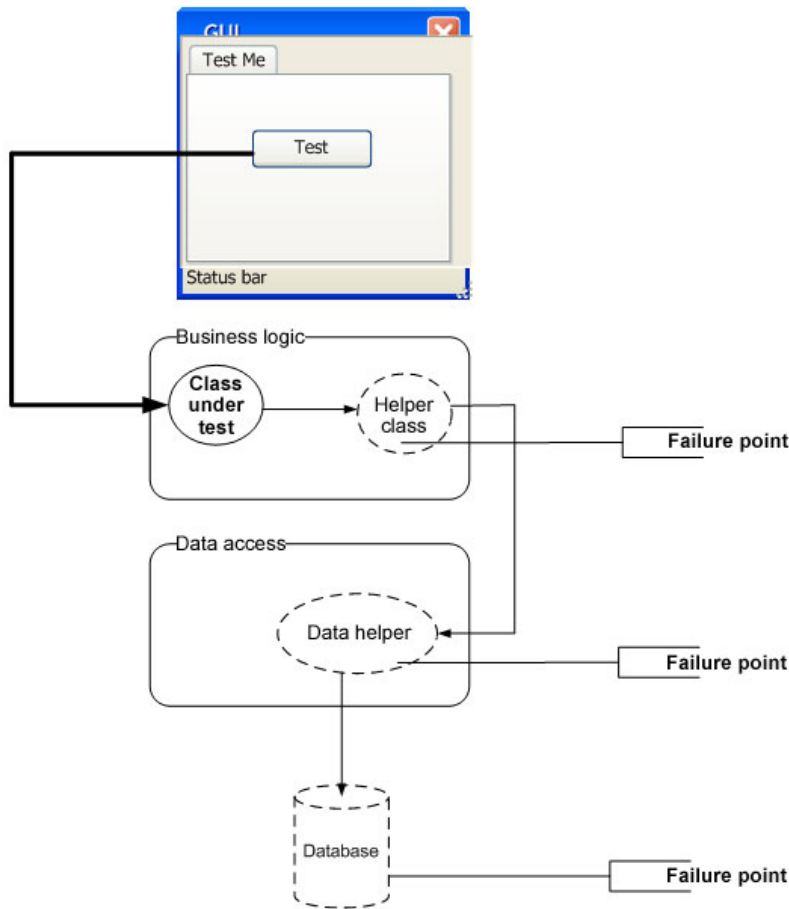 GUI
Test Me
Test
Status bar
Business logic
Class
under
test
Helper
class
Failure point
Data access
Data helper
Failure point
Database
Failure point